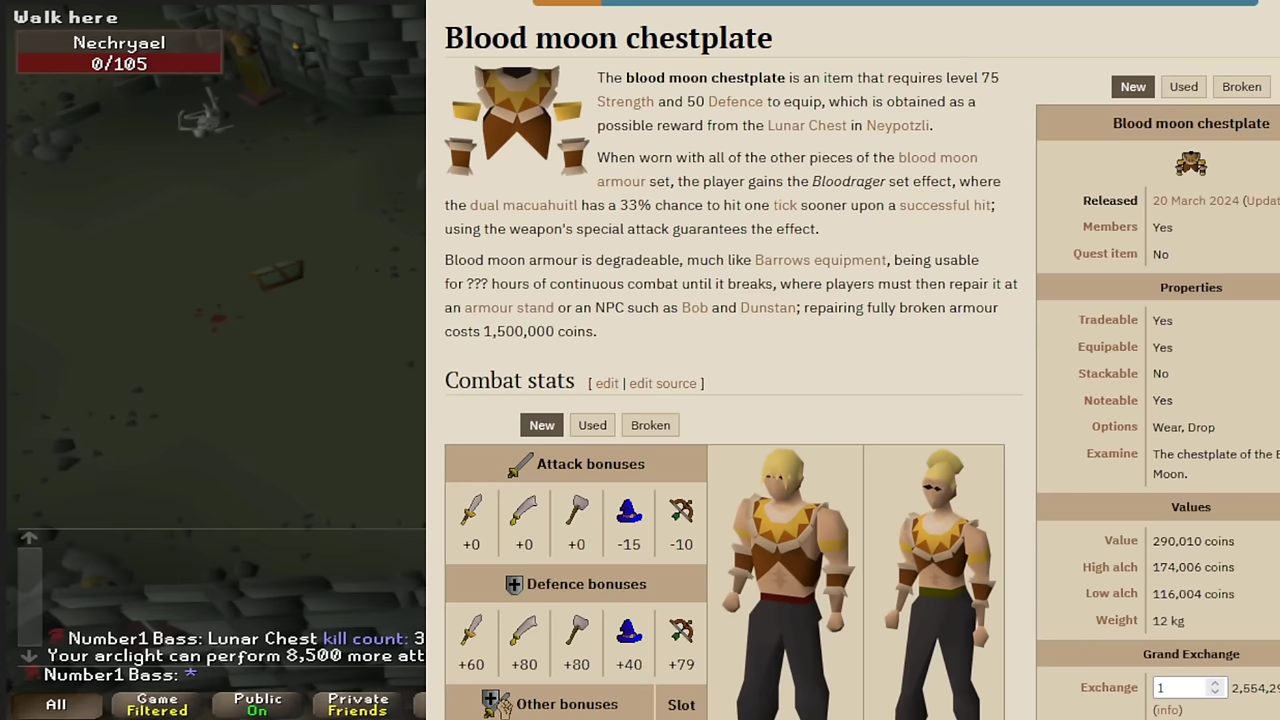 Walk here
Nechryael
0/105
Number1 Bass: Lunar Chest kill count: 3
Your arclight can perform 8,500 more att
Number1 Bass: *
All
Game
Filtered
Public
On
Private
Friends
Blood moon chestplate
The blood moon chestplate is an item that requires level 75
Strength and 50 Defence to equip, which is obtained as a
possible reward from the Lunar Chest in Neypotzli.
When worn with all of the other pieces of the blood moon
armour set, the player gains the Bloodrager set effect, where
the dual macuahuitl has a 33% chance to hit one tick sooner upon a successful hit;
using the weapon's special attack guarantees the effect.
Blood moon armour is degradeable, much like Barrows equipment, being usable
for ??? hours of continuous combat until it breaks, where players must then repair it at
an armour stand or an NPC such as Bob and Dunstan; repairing fully broken armour
costs 1,500,000 coins.
Combat stats [ edit | edit source ]
New Used Broken
Attack bonuses
+0 +0 +0 -15 -10
Defence bonuses
+60 +80 +80 +40 +79
Other bonuses Slot
New Used Broken
Blood moon chestplate
Released 20 March 2024 (Updat
Members Yes
Quest item No
Properties
Tradeable Yes
Equipable Yes
Stackable No
Noteable Yes
Options Wear, Drop
Examine The chestplate of the B
Moon.
Values
Value 290,010 coins
High alch 174,006 coins
Low alch 116,004 coins
Weight 12 kg
Grand Exchange
Exchange 1 2,554,29
(info)